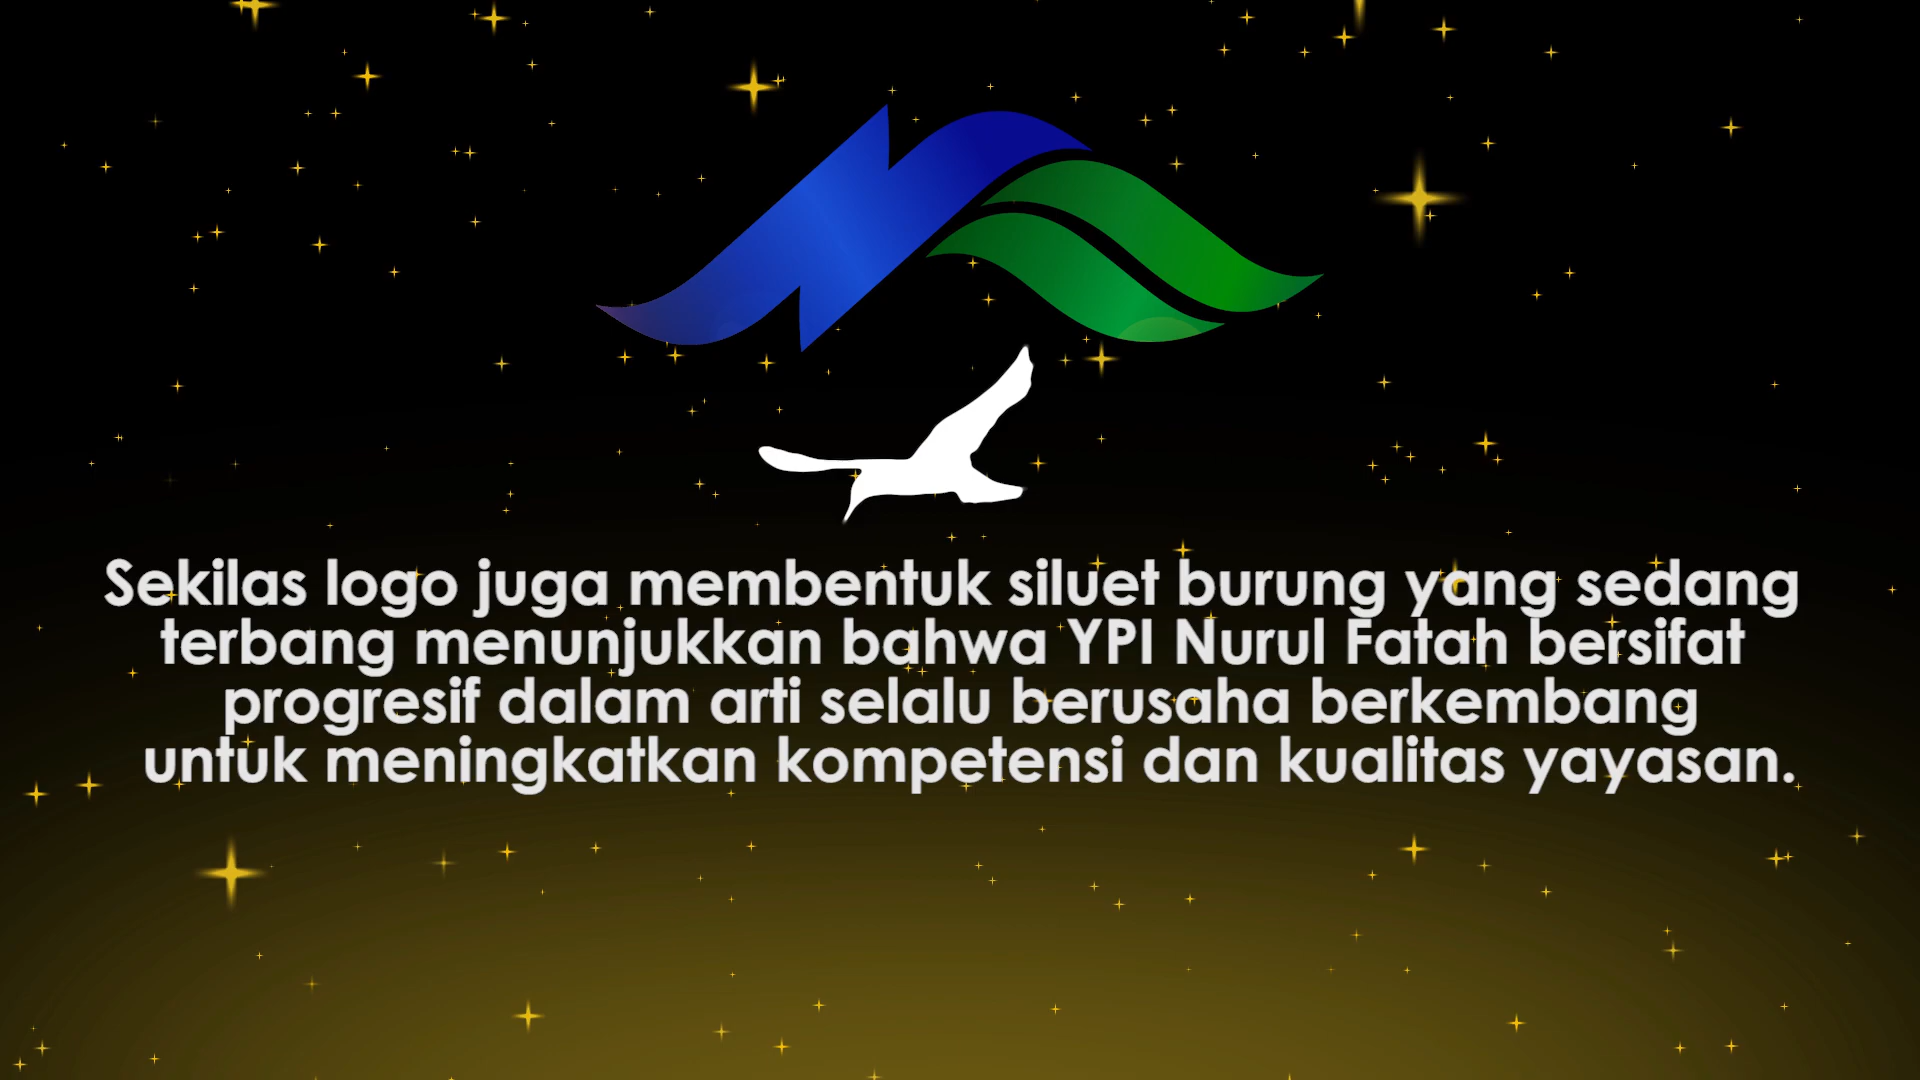 Sekilas logo juga membentuk siluet burung yang sedang
terbang menunjukkan bahwa YPI Nurul Fatah bersifat
progresif dalam arti selalu berusaha berkembang
untuk meningkatkan kompetensi dan kualitas yayasan.